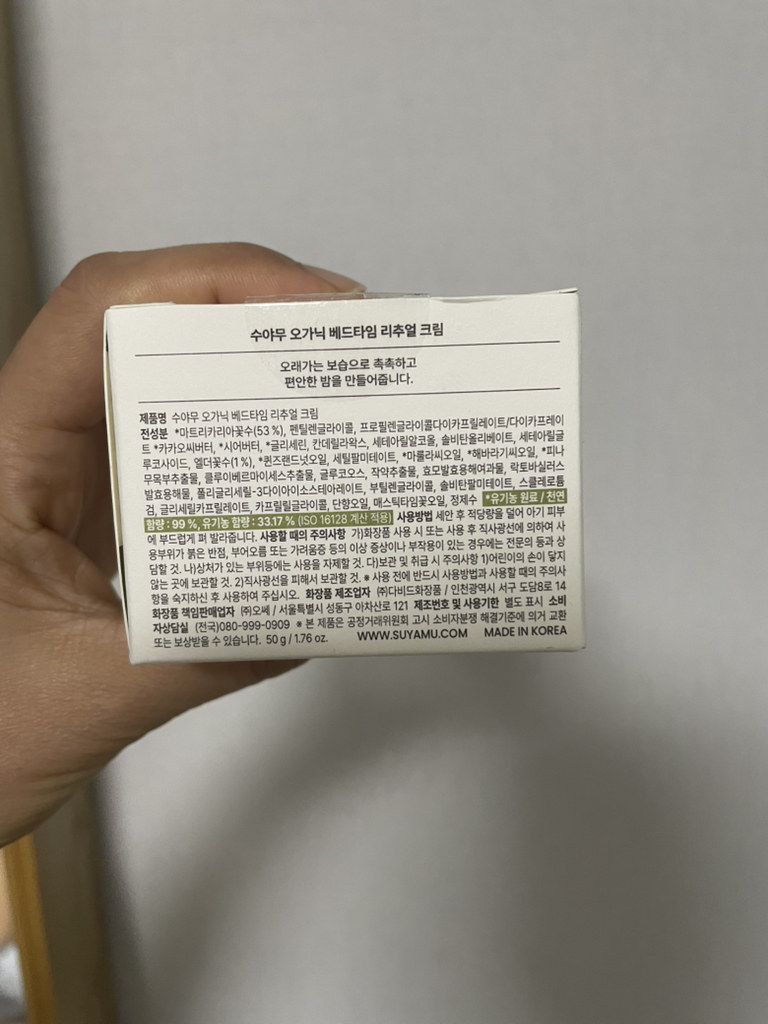 수야무 오가닉 베드타임 리추얼 크림
오래가는 보습으로 촉촉하고
편안한 밤을 만들어줍니다.
제품명 수야무 오가닉 베드타임 리추얼 크림
전성분 *마트리카리아꽃수(53 %), 펜틸렌글라이콜, 프로필렌글라이콜다이카프릴레이트/다이카프레이
트 *카카오씨버터, *시어버터, *글리세린, 칸데릴라왁스, 세테아릴알코올, 솔비탄올리베이트, 세테아릴글
루코사이드, 엘더꽃수(1 %), *퀸즈랜드넛오일, 세틸팔미테이트, *마룰라씨오일, *해바라기씨오일, *피나
무목부추출물, 클루이베르마이세스추출물, 글루코오스, 작약추출물, 효모발효용해여과물, 락토바실러스
발효용해물, 폴리글리세릴-3다이아이소스테아레이트, 부틸렌글라이콜, 솔비탄팔미테이트, 스클레로튬
검, 글리세릴카프릴레이트, 카프릴릴글라이콜, 단향오일, 매스틱타임꽃오일, 정제수 *유기농 원료 / 천연
함량 : 99 %, 유기농 함량 : 33.17 % (ISO 16128 계산 적용) 사용방법 세안 후 적당량을 덜어 아기 피부
에 부드럽게 펴 발라줍니다. 사용할 때의 주의사항 가)화장품 사용 시 또는 사용 후 직사광선에 의하여 사
용부위가 붉은 반점, 부어오름 또는 가려움증 등의 이상 증상이나 부작용이 있는 경우에는 전문의 등과 상
담할 것. 나)상처가 있는 부위등에는 사용을 자제할 것. 다)보관 및 취급 시 주의사항 1)어린이의 손이 닿지
않는 곳에 보관할 것. 2)직사광선을 피해서 보관할 것. ※ 사용 전에 반드시 사용방법과 사용할 때의 주의사
항을 숙지하신 후 사용하여 주십시오. 화장품 제조업자 ㈜다비드화장품 / 인천광역시 서구 도담8로 14
화장품 책임판매업자 ㈜오쎄 / 서울특별시 성동구 아차산로 121 제조번호 및 사용기한 별도 표시 소비
자상담실 (전국)080-999-0909 ※ 본 제품은 공정거래위원회 고시 소비자분쟁 해결기준에 의거 교환
또는 보상받을 수 있습니다. 50 g / 1.76 oz. WWW.SUYAMU.COM MADE IN KOREA